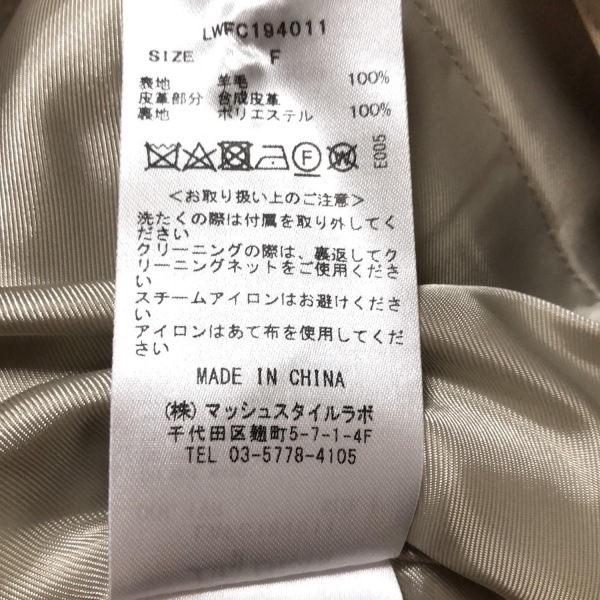 LWFC194011
SIZE F
表地 羊毛 100%
皮革部分 合成皮革
裏地 ポリエステル 100%
F W E005
＜お取り扱い上のご注意＞
洗たくの際は付属を取り外してく
ださい
クリーニングの際は、裏返してク
リーニングネットをご使用くださ
い
スチームアイロンはお避けくださ
い
アイロンはあて布を使用してくだ
さい
MADE IN CHINA
(株) マッシュスタイルラボ
千代田区麹町5-7-1-4F
TEL 03-5778-4105